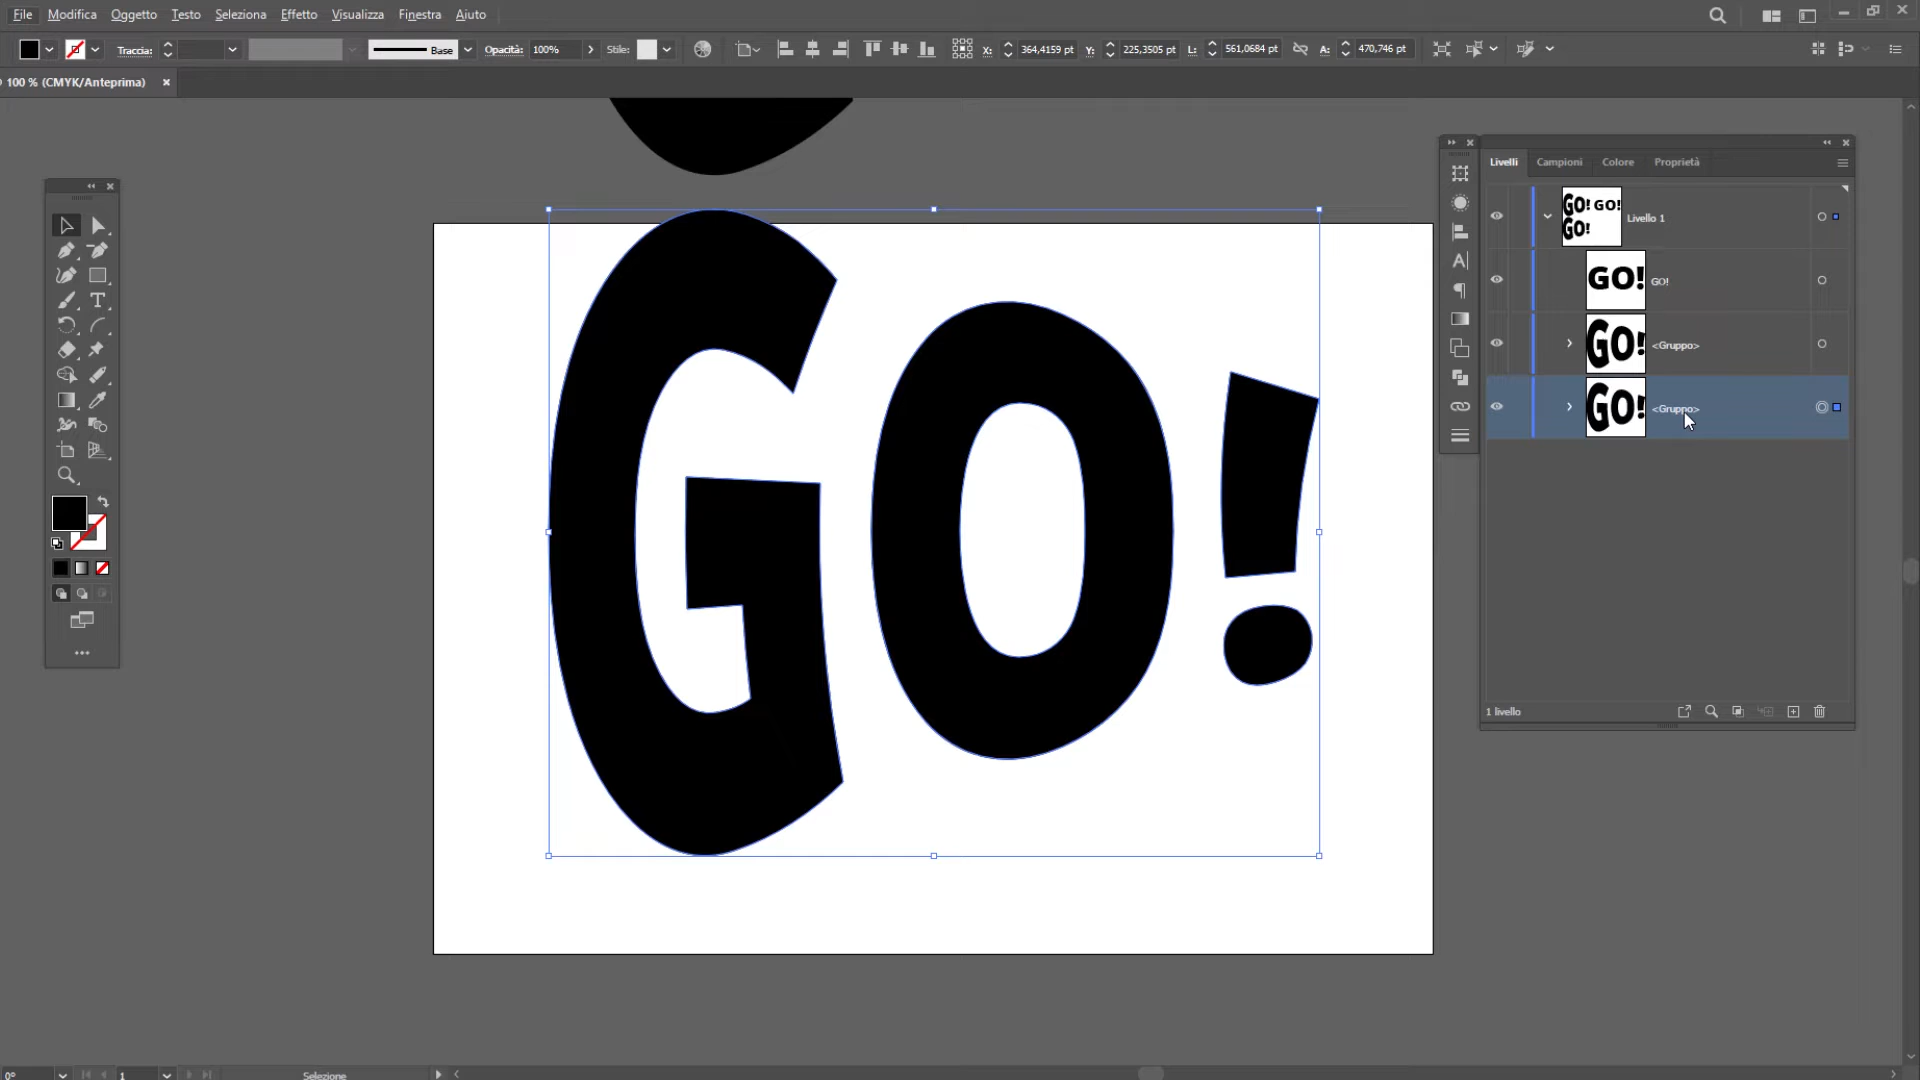 File Modifica Oggetto Testo Seleziona Effetto Visualizza Finestra Aiuto
Traccia: Base Opacità: 100% Stile: X: 364,4159 pt Y: 225,3505 pt L: 561,0684 pt A: 470,746 pt
100 % (CMYK/Anteprima)
Livelli Campioni Colore Proprietà
GO! GO!
GO!
Livello 1
GO! GO!
GO! <Gruppo>
GO! <Gruppo>
GO!
1 livello
0° 1 Selezione